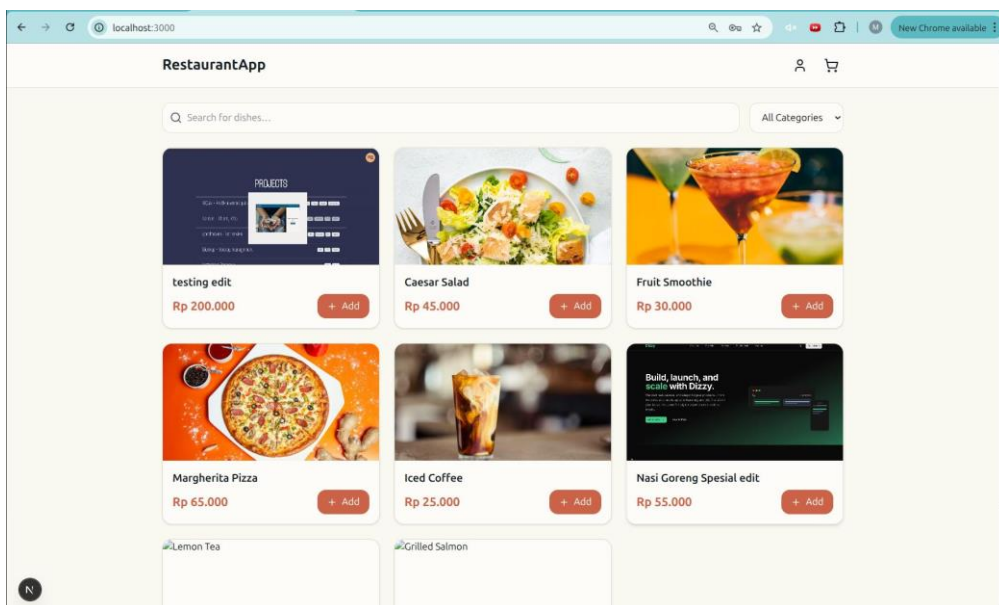 localhost:3000
New Chrome available
RestaurantApp
Search for dishes...
All Categories
PROJECTS
testing edit
Rp 200.000
+ Add
Caesar Salad
Rp 45.000
+ Add
Fruit Smoothie
Rp 30.000
+ Add
Build, launch, and
scale with Dizzy.
Margherita Pizza
Rp 65.000
+ Add
Iced Coffee
Rp 25.000
+ Add
Nasi Goreng Spesial edit
Rp 55.000
+ Add
Lemon Tea
Grilled Salmon
N